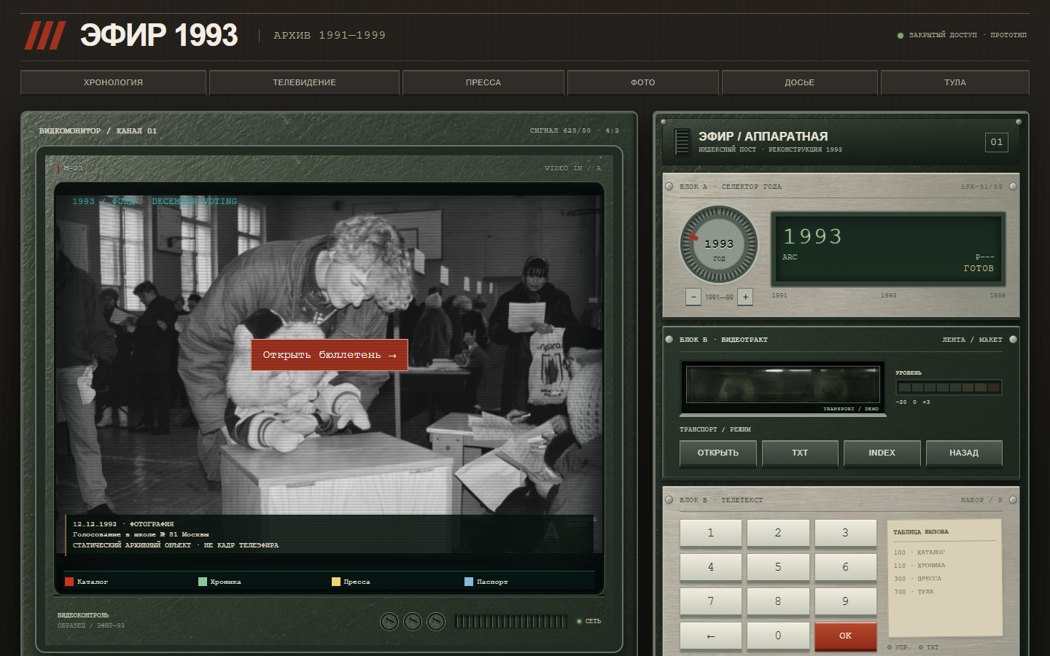 /// ЭФИР 1993
АРХИВ 1991—1999
ЗАКРЫТЫЙ ДОСТУП · ПРОТОТИП
ХРОНОЛОГИЯ
ТЕЛЕВИДЕНИЕ
ПРЕССА
ФОТО
ДОСЬЕ
ТУЛА
ВИДЕОМОНИТОР / КАНАЛ 01
СИГНАЛ 625/50 · 4:3
М-20
VIDEO IN / A
1993 · ФОНД · DECEMBER VOTING
Открыть бюллетень →
12.12.1993 · ФОТОГРАФИЯ
Голосование в школе № 81 Москвы
СТАТИЧЕСКИЙ АРХИВНЫЙ ОБЪЕКТ · НЕ КАДР ТЕЛЕЭФИРА
Каталог
Хроника
Пресса
Паспорт
ВИДЕОКОНТРОЛЬ
ОБРАЗЕЦ / ЭФИР-93
СЕТЬ
ЭФИР / АППАРАТНАЯ
ИНДЕКСНЫЙ ПОСТ · РЕКОНСТРУКЦИЯ 1993
01
БЛОК А · СЕЛЕКТОР ГОДА
АРХ-91/99
1993
ГОД
− 1991—99 +
1993
ARC
P---
ГОТОВ
1991
1993
1999
БЛОК Б · ВИДЕОТРАКТ
ЛЕНТА / МАКЕТ
TRANSPORT / DEMO
УРОВЕНЬ
−20 0 +3
ТРАНСПОРТ / РЕЖИМ
ОТКРЫТЬ
TXT
INDEX
НАЗАД
БЛОК В · ТЕЛЕТЕКСТ
НАБОР / P
1 2 3
4 5 6
7 8 9
← 0 ОК
ТАБЛИЦА ВЫЗОВА
100 · КАТАЛОГ
110 · ХРОНИКА
300 · ПРЕССА
700 · ТУЛА
УПР.
TXT